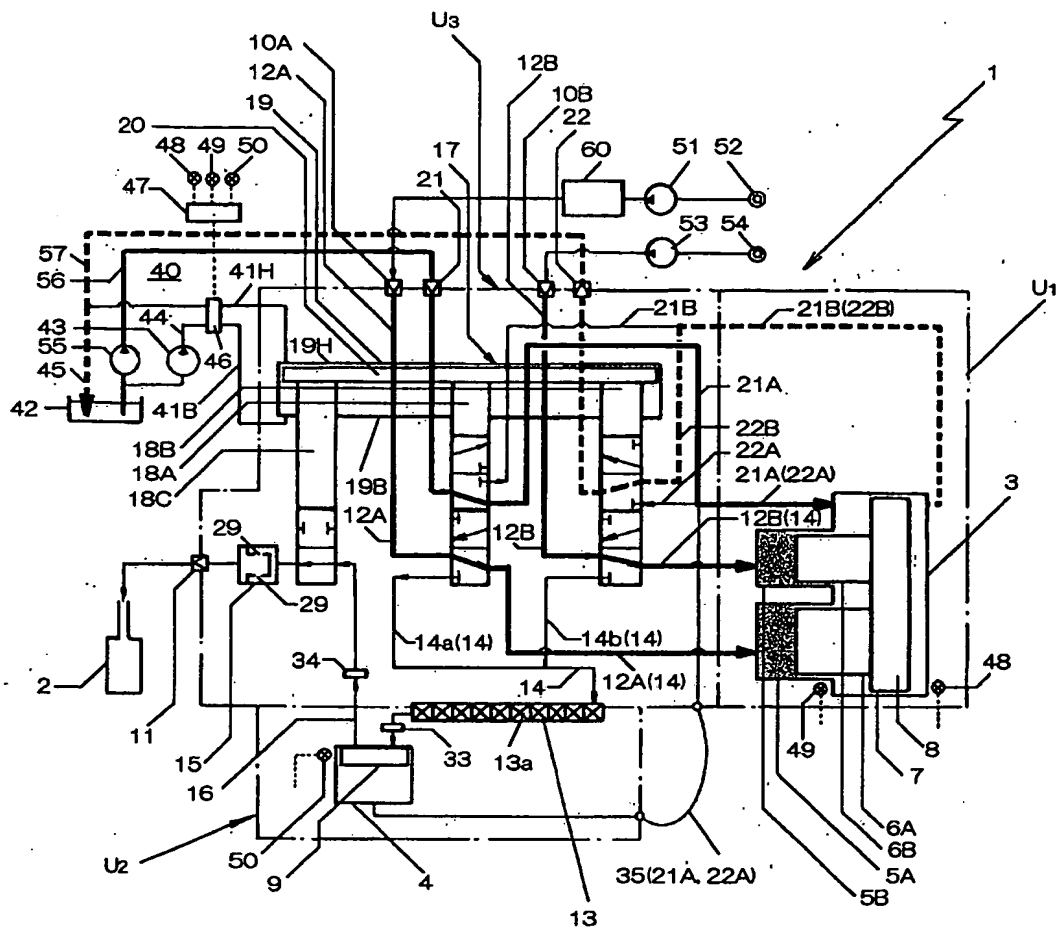 U3
10A
12A
19
20
12B
10B
22
1
48 49 50
17
21
60
51 52
47
53 54
57
56
40
41H
U1
44
43
55
45
42
46
21B
21B(22B)
19H
41B
21A
18B
18A
18C
19B
22B
22A
21A(22A)
3
12A
12B
12B(14)
29
29
14a(14)
14b(14)
34
14
12A(14)
2
48
11
33
13a
49
15
16
8
7
50
9
4
6A
6B
5A
5B
U2
35(21A, 22A)
13